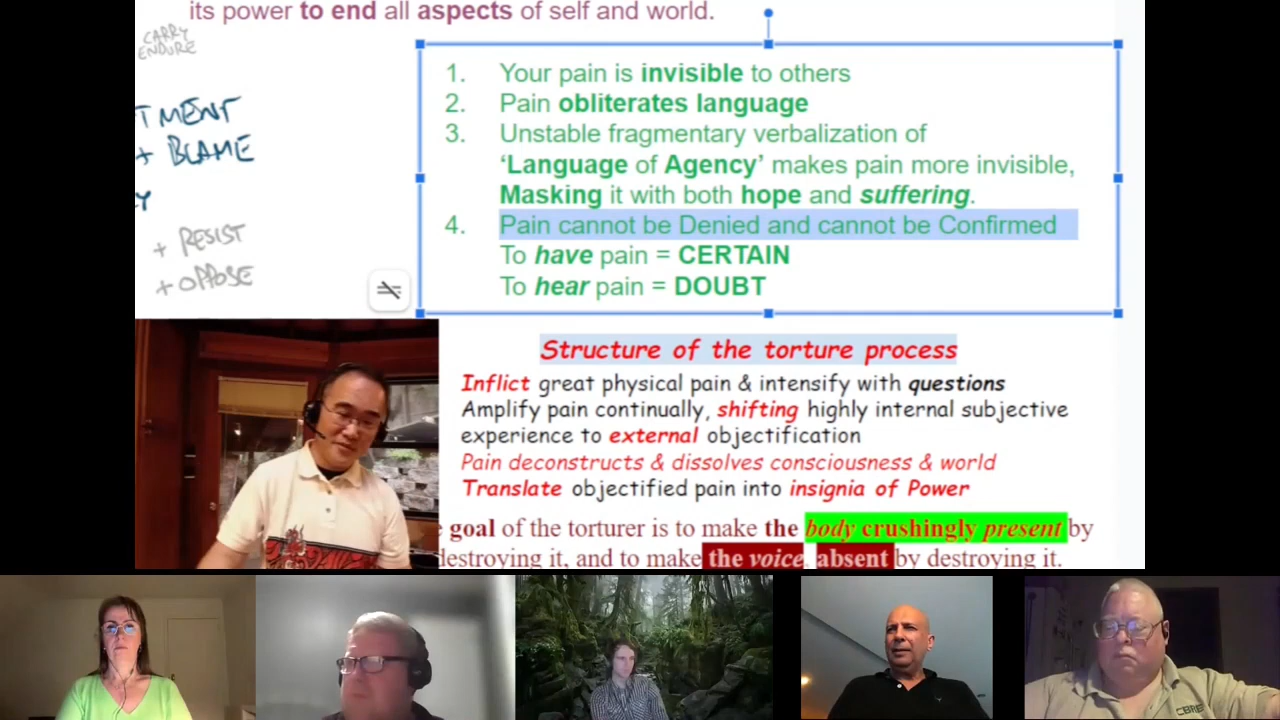 its power to end all aspects of self and world.
CARRY
ENDURE
TMENT
+ BLAME
Y
+ RESIST
+ OPPOSE
1. Your pain is invisible to others
2. Pain obliterates language
3. Unstable fragmentary verbalization of
‘Language of Agency’ makes pain more invisible,
Masking it with both hope and suffering.
4. Pain cannot be Denied and cannot be Confirmed
To have pain = CERTAIN
To hear pain = DOUBT
Structure of the torture process
Inflict great physical pain & intensify with questions
Amplify pain continually, shifting highly internal subjective
experience to external objectification
Pain deconstructs & dissolves consciousness & world
Translate objectified pain into insignia of Power
goal of the torturer is to make the body crushingly present by
destroying it, and to make the voice, absent by destroying it.
CBRE